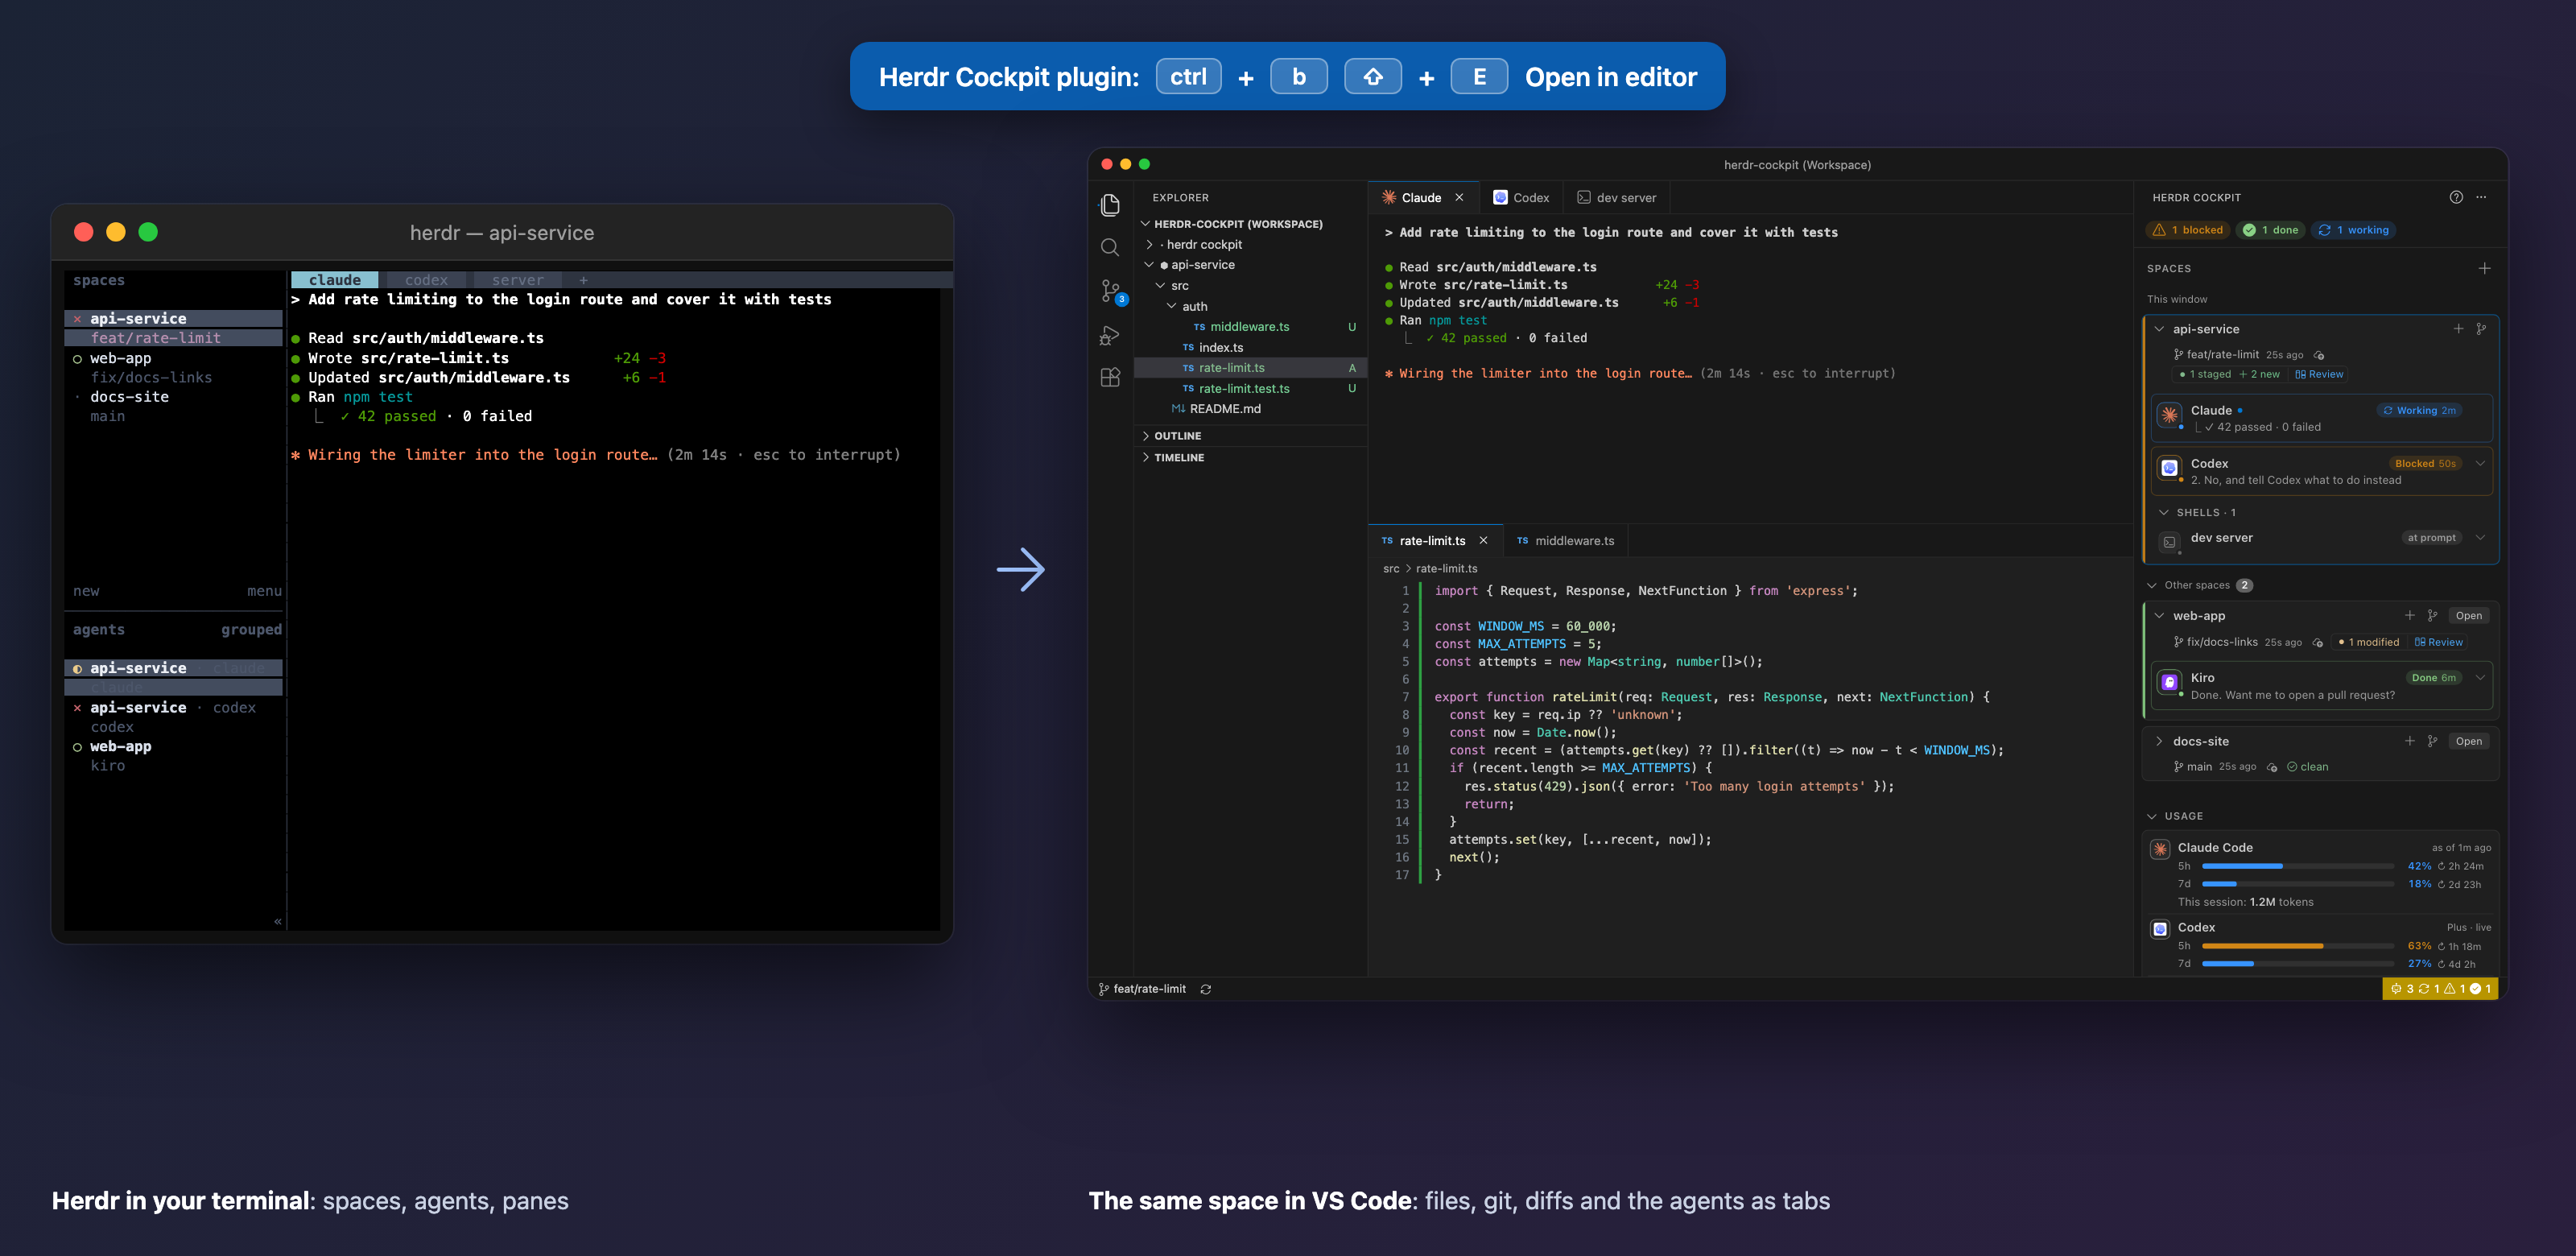 Herdr Cockpit plugin: ctrl + b ⇧ + E Open in editor
herdr — api-service
spaces
× api-service
feat/rate-limit
○ web-app
fix/docs-links
· docs-site
main
new menu
agents grouped
◐ api-service · claude
claude
× api-service · codex
codex
○ web-app
kiro
«
claude codex server +
> Add rate limiting to the login route and cover it with tests
● Read src/auth/middleware.ts
● Wrote src/rate-limit.ts +24 −3
● Updated src/auth/middleware.ts +6 −1
● Ran npm test
⎿ ✓ 42 passed · 0 failed
✻ Wiring the limiter into the login route… (2m 14s · esc to interrupt)
Herdr in your terminal: spaces, agents, panes
herdr-cockpit (Workspace)
EXPLORER
HERDR-COCKPIT (WORKSPACE)
· herdr cockpit
● api-service
src
auth
TS middleware.ts U
TS index.ts
TS rate-limit.ts A
TS rate-limit.test.ts U
M↓ README.md
OUTLINE
TIMELINE
3
Claude × Codex dev server
> Add rate limiting to the login route and cover it with tests
● Read src/auth/middleware.ts
● Wrote src/rate-limit.ts +24 −3
● Updated src/auth/middleware.ts +6 −1
● Ran npm test
⎿ ✓ 42 passed · 0 failed
✻ Wiring the limiter into the login route… (2m 14s · esc to interrupt)
TS rate-limit.ts × TS middleware.ts
src > rate-limit.ts
1 import { Request, Response, NextFunction } from 'express';
2
3 const WINDOW_MS = 60_000;
4 const MAX_ATTEMPTS = 5;
5 const attempts = new Map<string, number[]>();
6
7 export function rateLimit(req: Request, res: Response, next: NextFunction) {
8 const key = req.ip ?? 'unknown';
9 const now = Date.now();
10 const recent = (attempts.get(key) ?? []).filter((t) => now - t < WINDOW_MS);
11 if (recent.length >= MAX_ATTEMPTS) {
12 res.status(429).json({ error: 'Too many login attempts' });
13 return;
14 }
15 attempts.set(key, [...recent, now]);
16 next();
17 }
HERDR COCKPIT
1 blocked 1 done 1 working
SPACES
This window
api-service
feat/rate-limit 25s ago
● 1 staged + 2 new Review
Claude Working 2m
⎿ ✓ 42 passed · 0 failed
Codex Blocked 50s
2. No, and tell Codex what to do instead
SHELLS · 1
dev server at prompt
Other spaces 2
web-app Open
fix/docs-links 25s ago ● 1 modified Review
Kiro Done 6m
Done. Want me to open a pull request?
docs-site Open
main 25s ago clean
USAGE
Claude Code as of 1m ago
5h 42% 2h 24m
7d 18% 2d 23h
This session: 1.2M tokens
Codex Plus · live
5h 63% 1h 18m
7d 27% 4d 2h
feat/rate-limit
3 1 1 1
The same space in VS Code: files, git, diffs and the agents as tabs